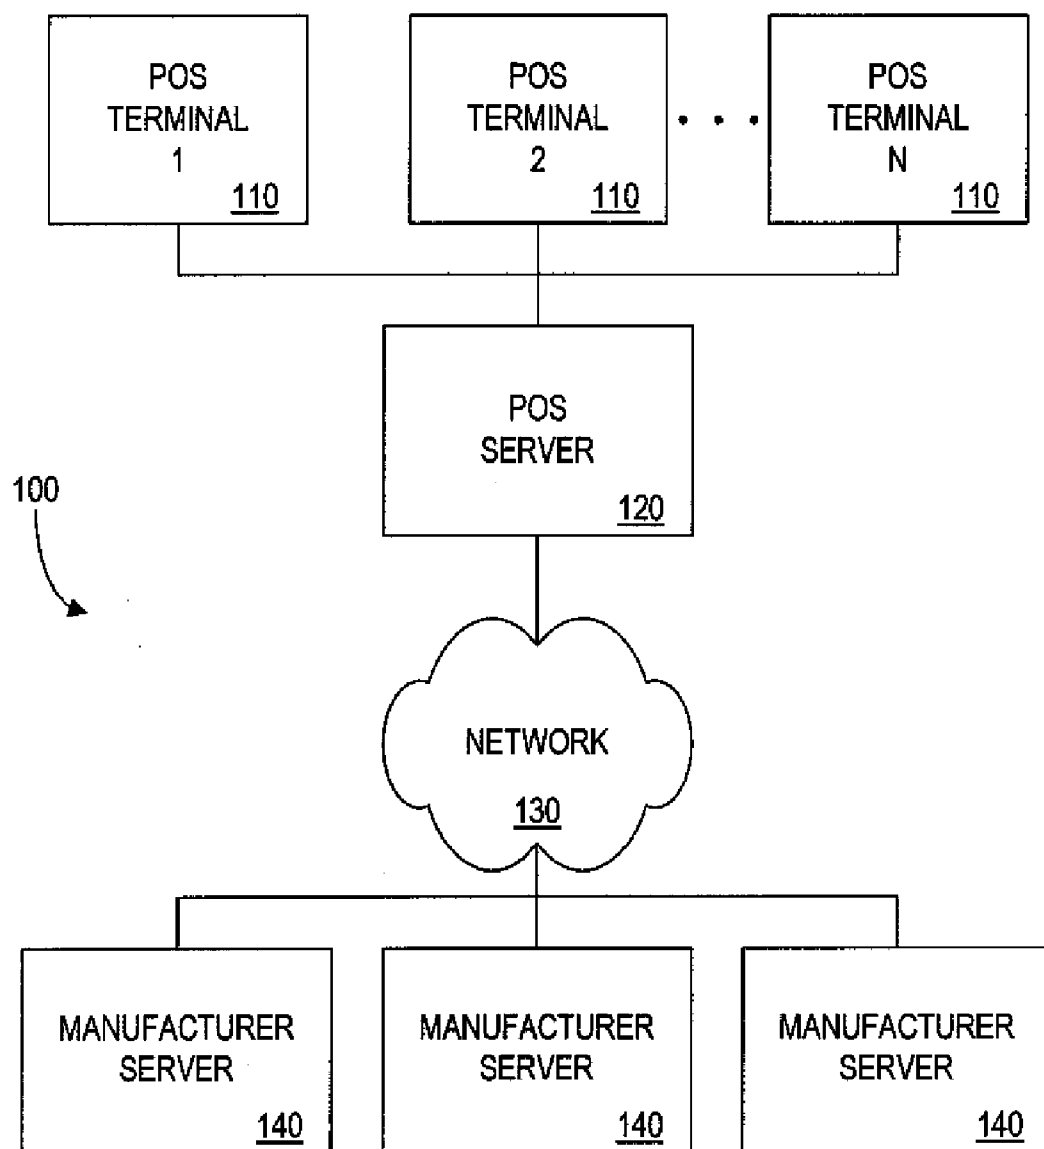 POS
TERMINAL
1
110
POS
TERMINAL
2
110
POS
TERMINAL
N
110
POS
SERVER
120
100
NETWORK
130
MANUFACTURER
SERVER
140
MANUFACTURER
SERVER
140
MANUFACTURER
SERVER
140